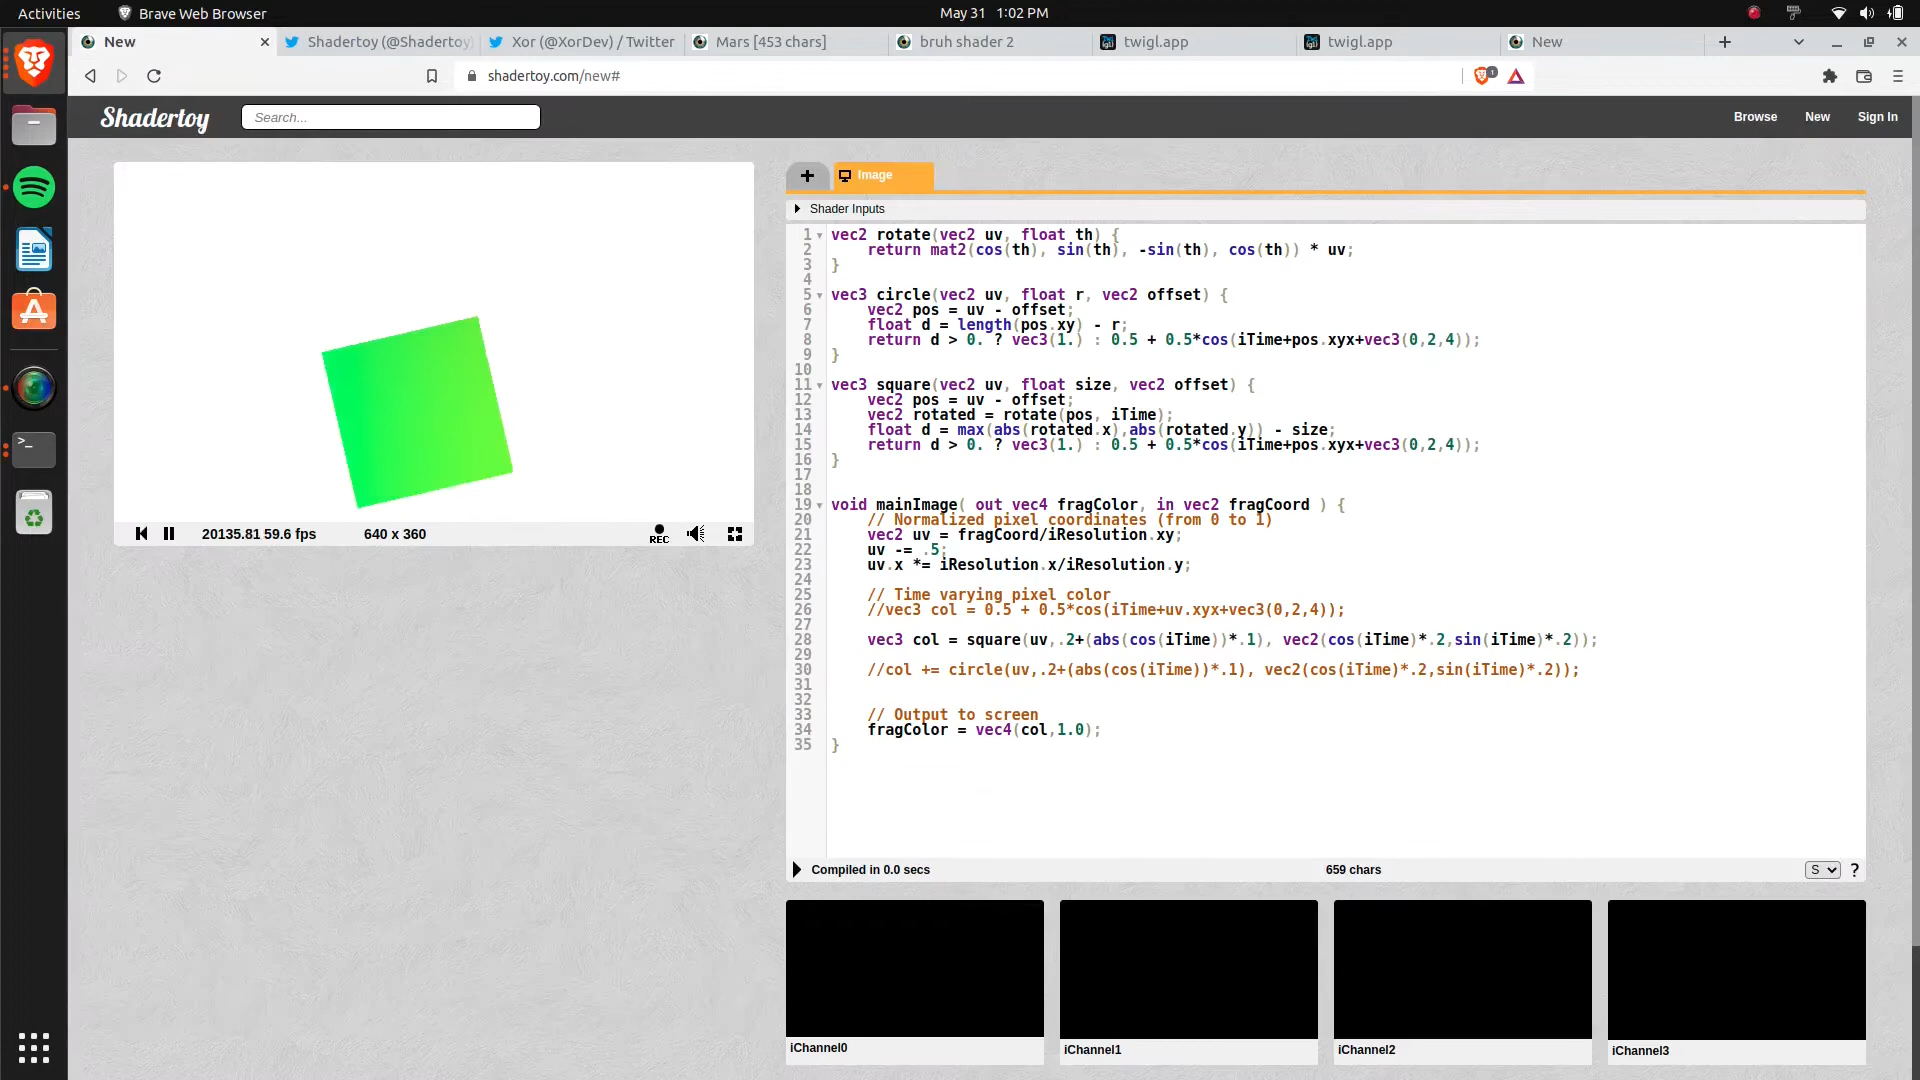 Activities
Brave Web Browser
May 31 1:02 PM
New
Shadertoy (@Shadertoy
Xor (@XorDev) / Twitter
Mars [453 chars]
bruh shader 2
twigl.app
twigl.app
New
shadertoy.com/new#
1
Shadertoy
Search...
Browse
New
Sign In
Image
Shader Inputs
1 vec2 rotate(vec2 uv, float th) {
2 return mat2(cos(th), sin(th), -sin(th), cos(th)) * uv;
3 }
4
5 vec3 circle(vec2 uv, float r, vec2 offset) {
6 vec2 pos = uv - offset;
7 float d = length(pos.xy) - r;
8 return d > 0. ? vec3(1.) : 0.5 + 0.5*cos(iTime+pos.xyx+vec3(0,2,4));
9 }
10
11 vec3 square(vec2 uv, float size, vec2 offset) {
12 vec2 pos = uv - offset;
13 vec2 rotated = rotate(pos, iTime);
14 float d = max(abs(rotated.x),abs(rotated.y)) - size;
15 return d > 0. ? vec3(1.) : 0.5 + 0.5*cos(iTime+pos.xyx+vec3(0,2,4));
16 }
17
18
19 void mainImage( out vec4 fragColor, in vec2 fragCoord ) {
20 // Normalized pixel coordinates (from 0 to 1)
21 vec2 uv = fragCoord/iResolution.xy;
22 uv -= .5;
23 uv.x *= iResolution.x/iResolution.y;
24
25 // Time varying pixel color
26 //vec3 col = 0.5 + 0.5*cos(iTime+uv.xyx+vec3(0,2,4));
27
28 vec3 col = square(uv,.2+(abs(cos(iTime))*.1), vec2(cos(iTime)*.2,sin(iTime)*.2));
29
30 //col += circle(uv,.2+(abs(cos(iTime))*.1), vec2(cos(iTime)*.2,sin(iTime)*.2));
31
32
33 // Output to screen
34 fragColor = vec4(col,1.0);
35 }
20135.81 59.6 fps
640 x 360
REC
Compiled in 0.0 secs
659 chars
S
?
iChannel0
iChannel1
iChannel2
iChannel3